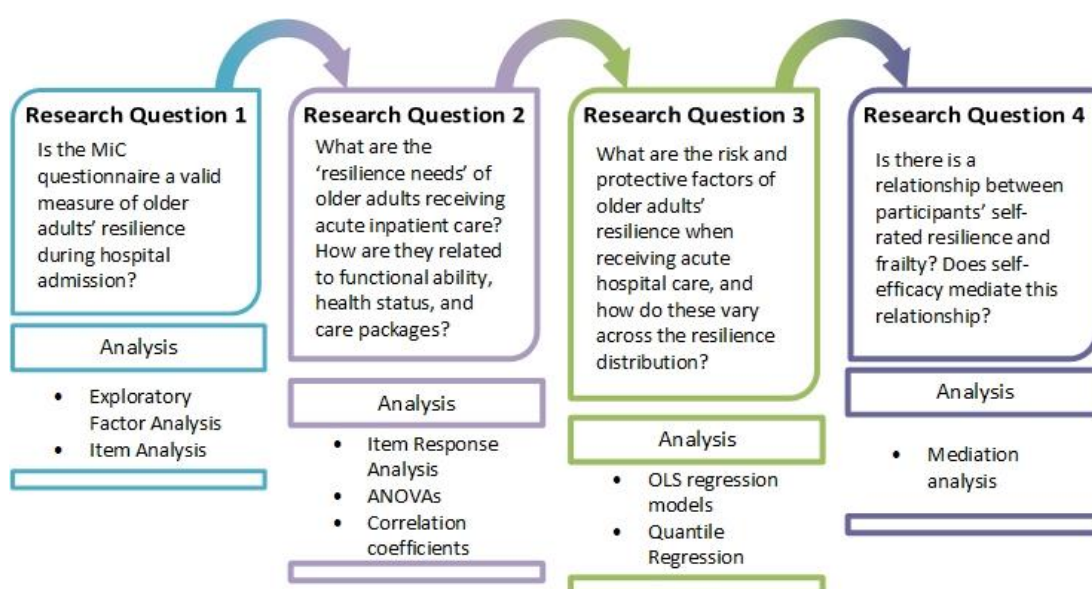 Research Question 1
Is the MiC
questionnaire a valid
measure of older
adults' resilience
during hospital
admission?
Analysis
• Exploratory
Factor Analysis
• Item Analysis
Research Question 2
What are the
‘resilience needs’ of
older adults receiving
acute inpatient care?
How are they related
to functional ability,
health status, and
care packages?
Analysis
• Item Response
Analysis
• ANOVAs
• Correlation
coefficients
Research Question 3
What are the risk and
protective factors of
older adults’
resilience when
receiving acute
hospital care, and
how do these vary
across the resilience
distribution?
Analysis
• OLS regression
models
• Quantile
Regression
Research Question 4
Is there is a
relationship between
participants’ self-
rated resilience and
frailty? Does self-
efficacy mediate this
relationship?
Analysis
• Mediation
analysis